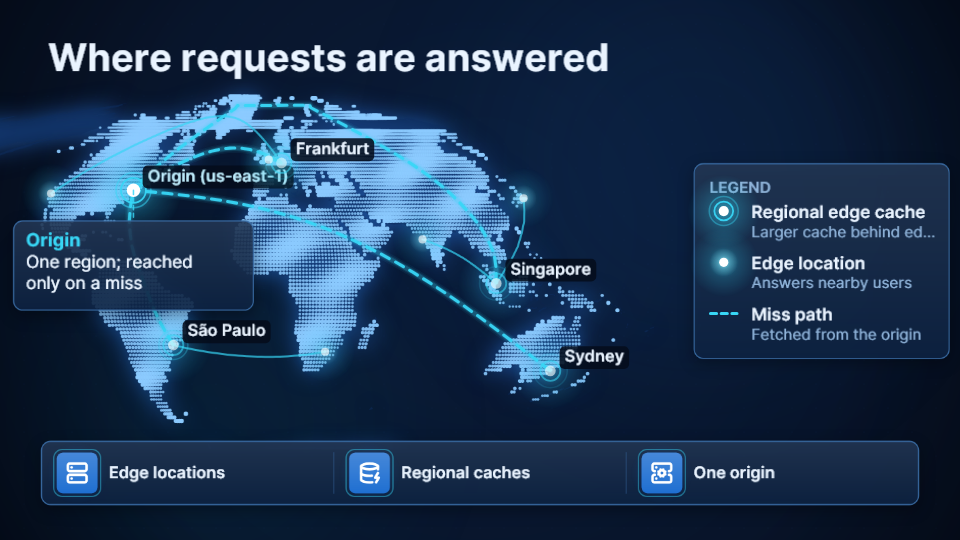 Where requests are answered
Frankfurt
Origin (us-east-1)
Origin
One region; reached
only on a miss
Singapore
São Paulo
Sydney
LEGEND
Regional edge cache
Larger cache behind ed...
Edge location
Answers nearby users
Miss path
Fetched from the origin
Edge locations
Regional caches
One origin